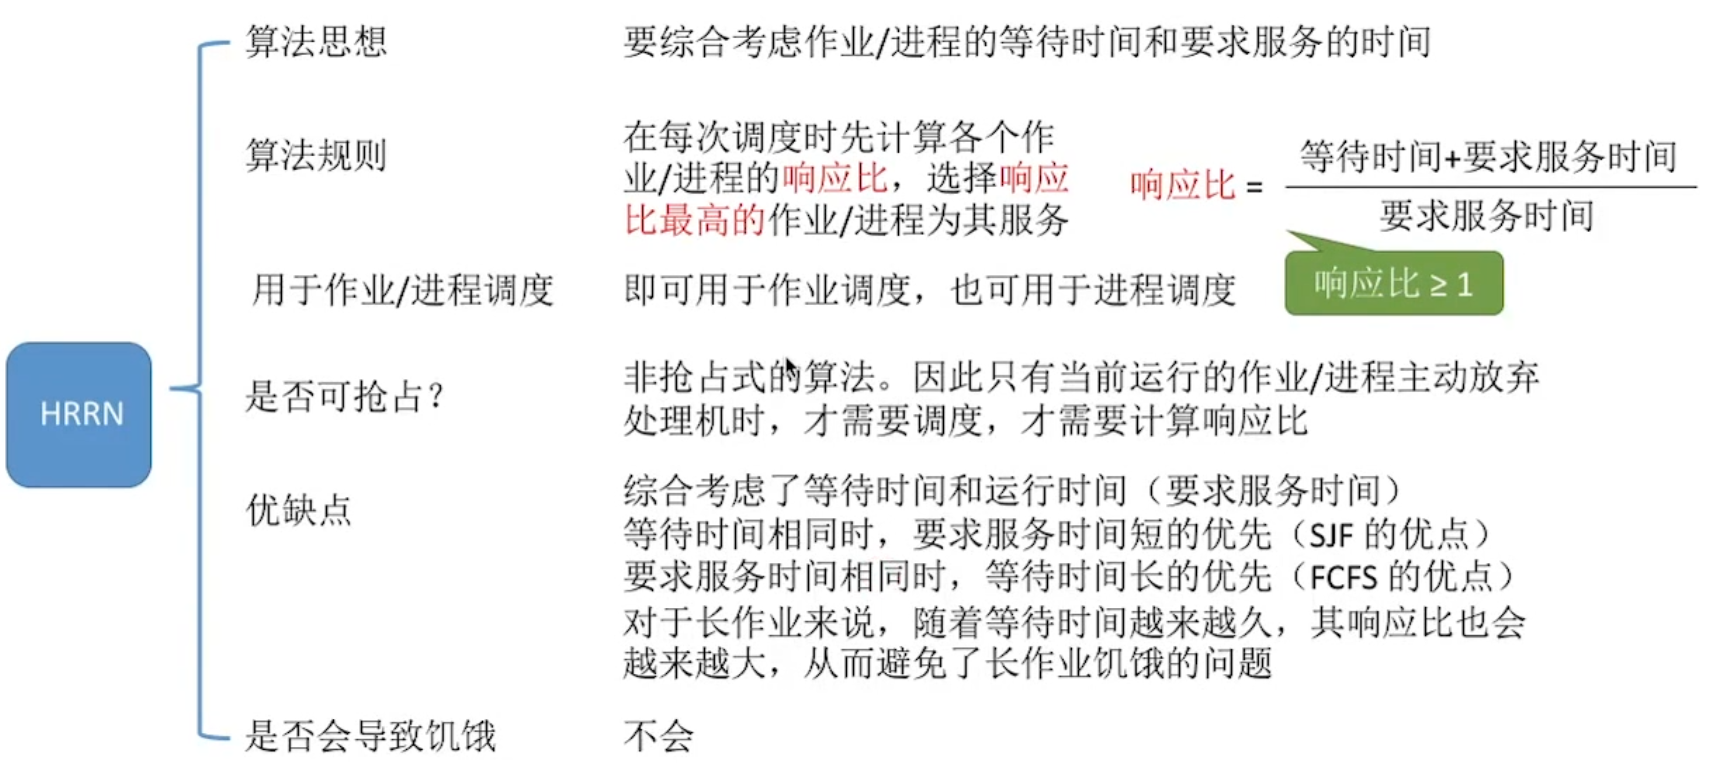 HRRN
算法思想
要综合考虑作业/进程的等待时间和要求服务的时间
算法规则
在每次调度时先计算各个作
业/进程的响应比，选择响应
比最高的作业/进程为其服务
响应比 =
等待时间+要求服务时间
要求服务时间
响应比 ≥ 1
用于作业/进程调度
即可用于作业调度，也可用于进程调度
是否可抢占？
非抢占式的算法。因此只有当前运行的作业/进程主动放弃
处理机时，才需要调度，才需要计算响应比
优缺点
综合考虑了等待时间和运行时间（要求服务时间）
等待时间相同时，要求服务时间短的优先（SJF 的优点）
要求服务时间相同时，等待时间长的优先（FCFS 的优点）
对于长作业来说，随着等待时间越来越久，其响应比也会
越来越大，从而避免了长作业饥饿的问题
是否会导致饥饿
不会